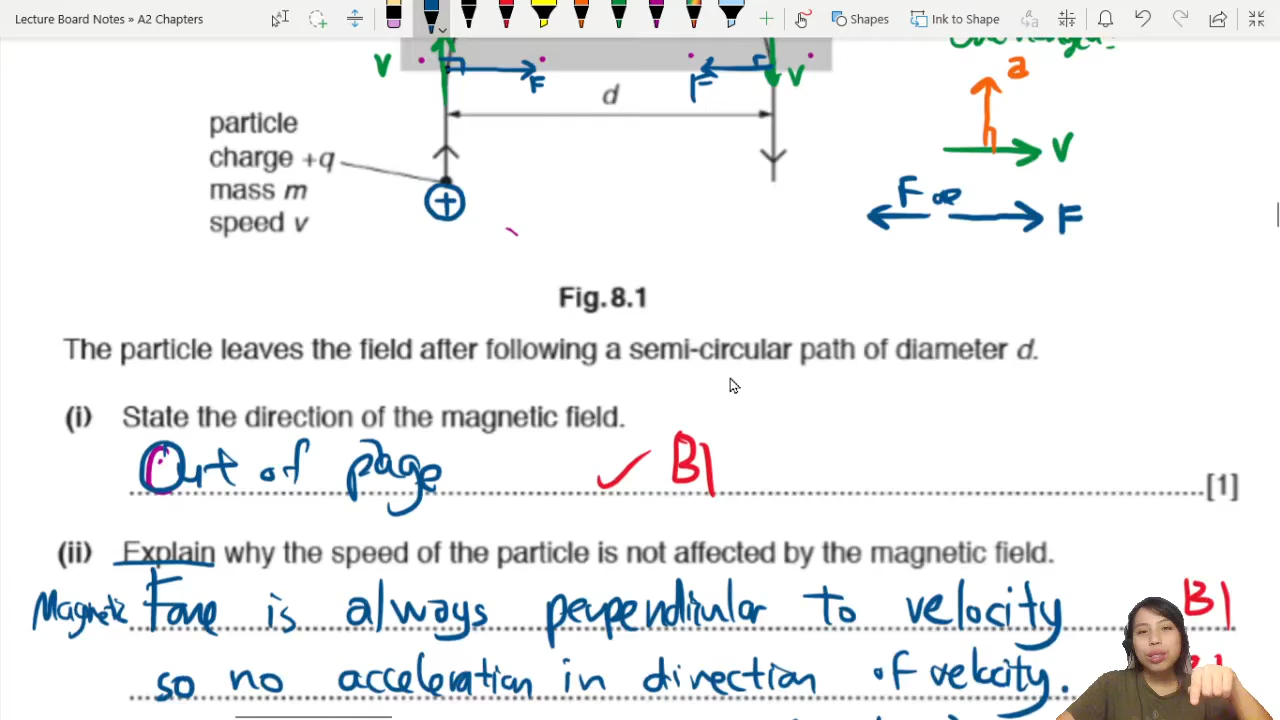 Lecture Board Notes » A2 Chapters
Shapes
Ink to Shape
V
F
F
V
a
V
d
particle
charge +q
mass m
speed v
+
F
F
Fig. 8.1
The particle leaves the field after following a semi-circular path of diameter d.
(i) State the direction of the magnetic field.
Out of page ✓ B1
[1]
(ii) Explain why the speed of the particle is not affected by the magnetic field.
Magnetic Force is always perpendicular to velocity B1
so no acceleration in direction of velocity.